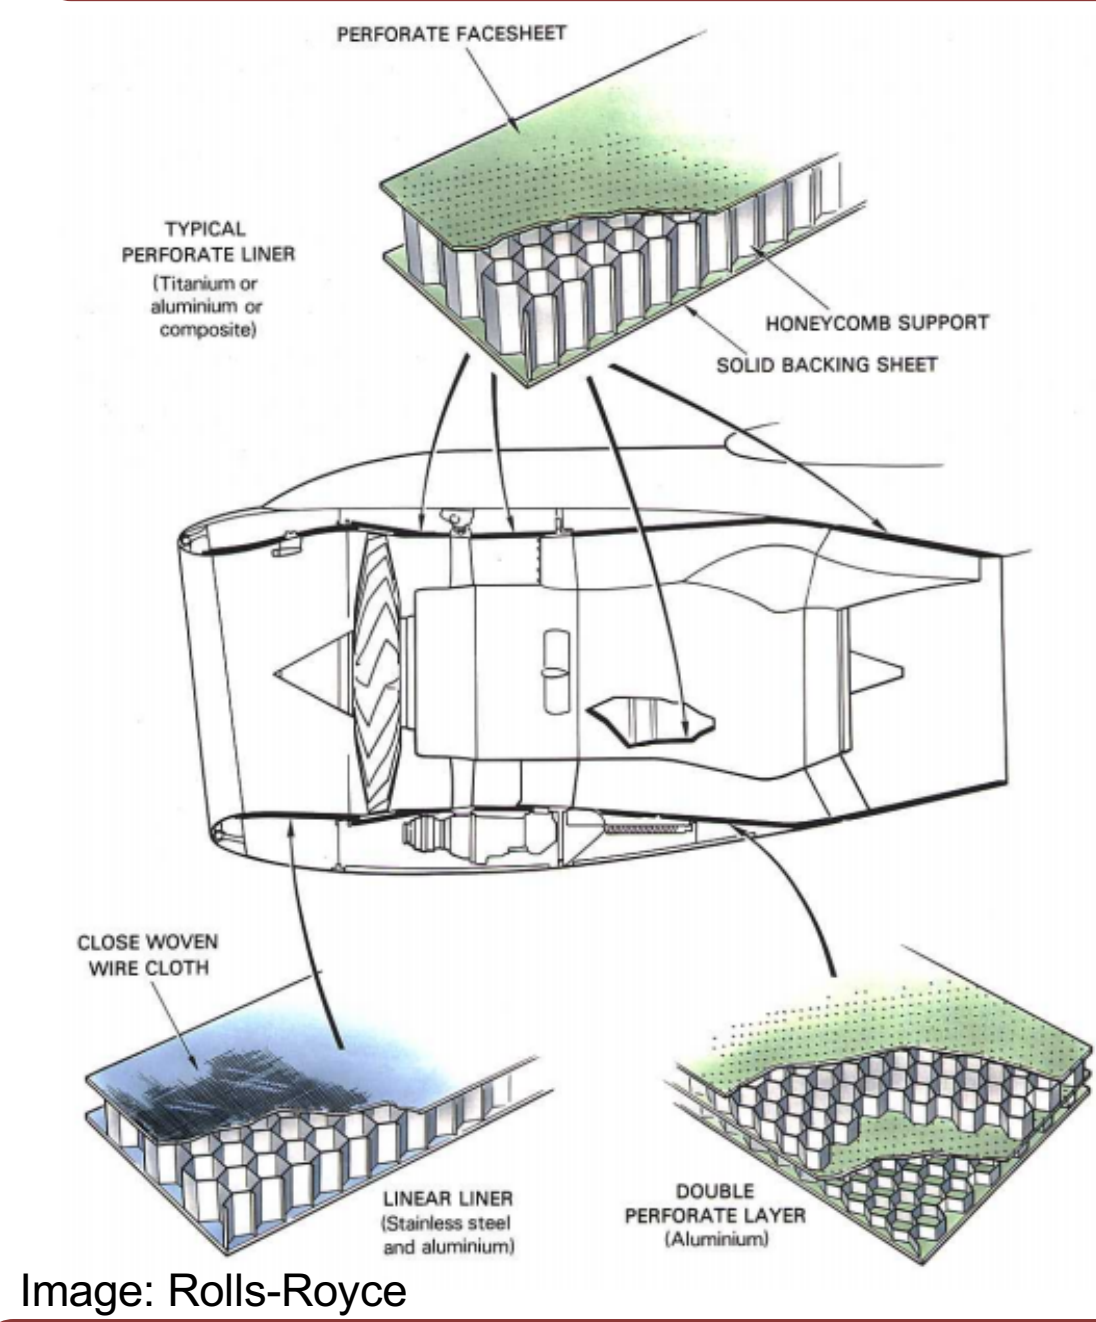 PERFORATE FACESHEET
TYPICAL
PERFORATE LINER
(Titanium or
aluminium or
composite)
HONEYCOMB SUPPORT
SOLID BACKING SHEET
CLOSE WOVEN
WIRE CLOTH
LINEAR LINER
(Stainless steel
and aluminium)
DOUBLE
PERFORATE LAYER
(Aluminium)
Image: Rolls-Royce